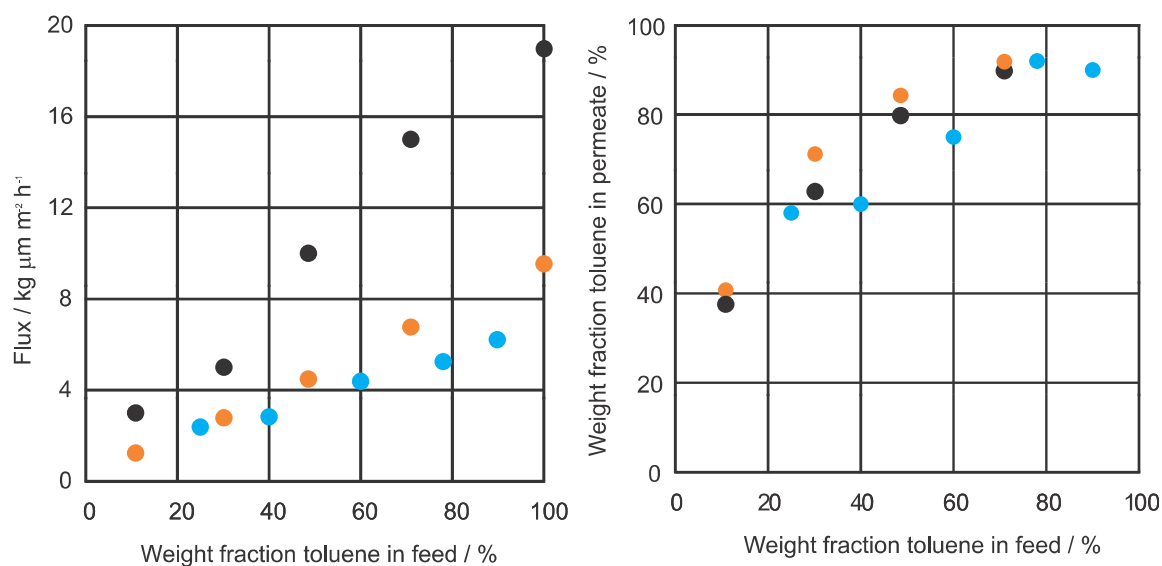 20
16
12
8
4
0
Flux / kg μm m⁻² h⁻¹
0 20 40 60 80 100
Weight fraction toluene in feed / %
100
80
60
40
20
0
Weight fraction toluene in permeate / %
0 20 40 60 80 100
Weight fraction toluene in feed / %